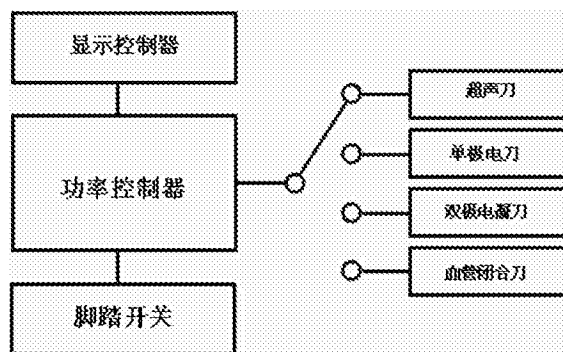 显示控制器
功率控制器
脚踏开关
超声刀
单极电刀
双极电凝刀
血管闭合刀